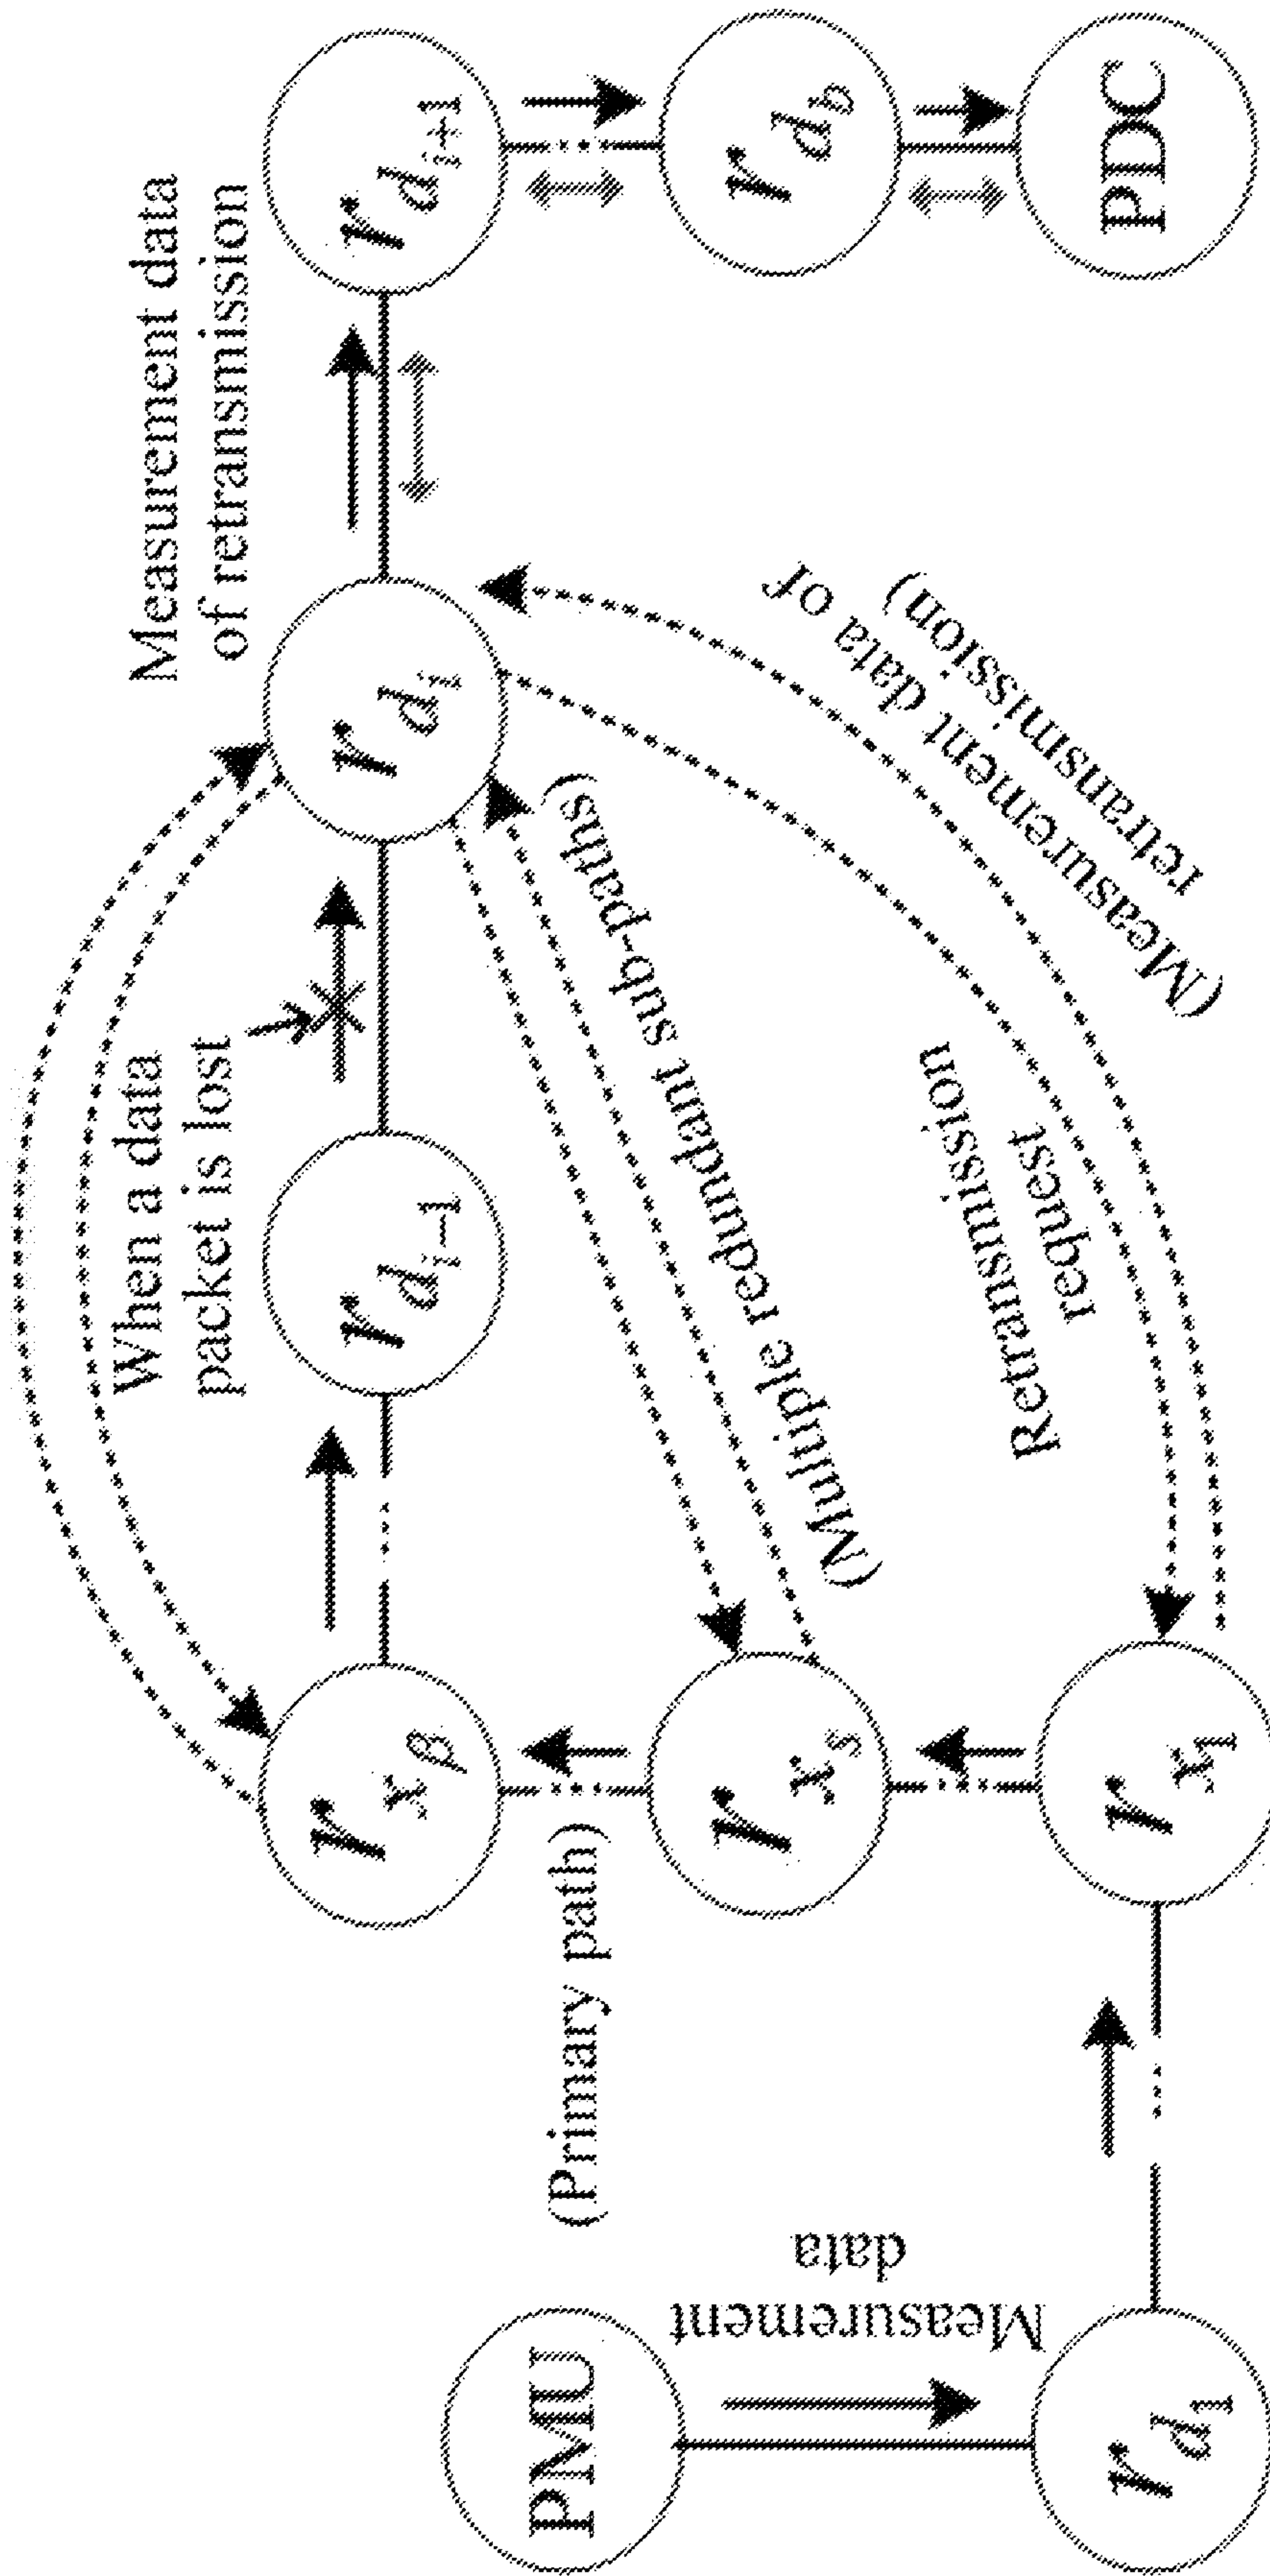 PMU
Measurement
data
r_{d_1}
(Primary path)
r_{x_1}
r_{x_s}
r_{x_β}
When a data
packet is lost
r_{d_{i-1}}
r_{d_i}
(Multiple redundant sub-paths)
Retransmission
request
(Measurement data of
retransmission)
Measurement data
of retransmission
r_{d_{i+1}}
r_{d_b}
PDC